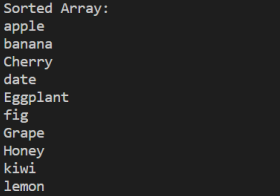 Sorted Array:
apple
banana
Cherry
date
Eggplant
fig
Grape
Honey
kiwi
lemon